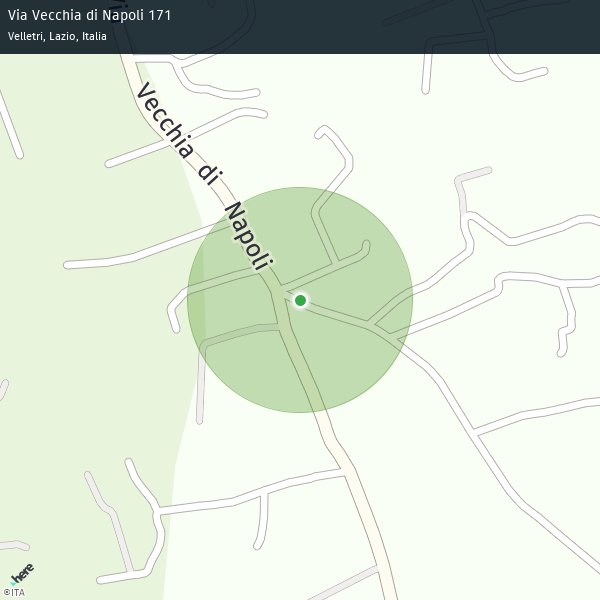 Via Vecchia di Napoli 171
Velletri, Lazio, Italia
Vecchia di Napoli
here
©ITA